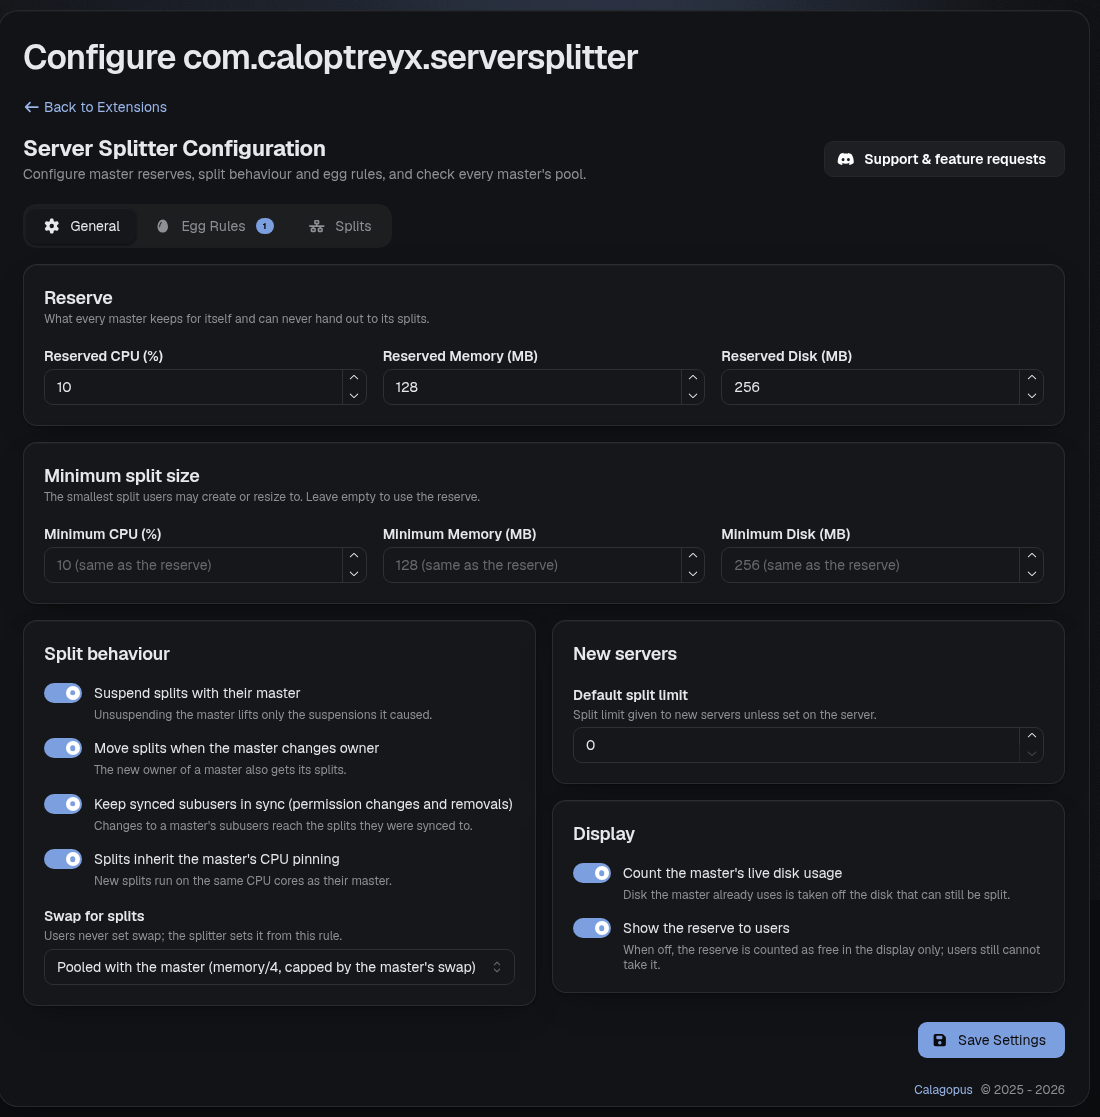 Configure com.caloptreyx.serversplitter
Back to Extensions
Server Splitter Configuration
Configure master reserves, split behaviour and egg rules, and check every master's pool.
Support & feature requests
General
Egg Rules
1
Splits
Reserve
What every master keeps for itself and can never hand out to its splits.
Reserved CPU (%)
Reserved Memory (MB)
Reserved Disk (MB)
10
128
256
Minimum split size
The smallest split users may create or resize to. Leave empty to use the reserve.
Minimum CPU (%)
Minimum Memory (MB)
Minimum Disk (MB)
10 (same as the reserve)
128 (same as the reserve)
256 (same as the reserve)
Split behaviour
Suspend splits with their master
Unsuspending the master lifts only the suspensions it caused.
Move splits when the master changes owner
The new owner of a master also gets its splits.
Keep synced subusers in sync (permission changes and removals)
Changes to a master's subusers reach the splits they were synced to.
Splits inherit the master's CPU pinning
New splits run on the same CPU cores as their master.
Swap for splits
Users never set swap; the splitter sets it from this rule.
Pooled with the master (memory/4, capped by the master's swap)
New servers
Default split limit
Split limit given to new servers unless set on the server.
0
Display
Count the master's live disk usage
Disk the master already uses is taken off the disk that can still be split.
Show the reserve to users
When off, the reserve is counted as free in the display only; users still cannot
take it.
Save Settings
Calagopus © 2025 - 2026